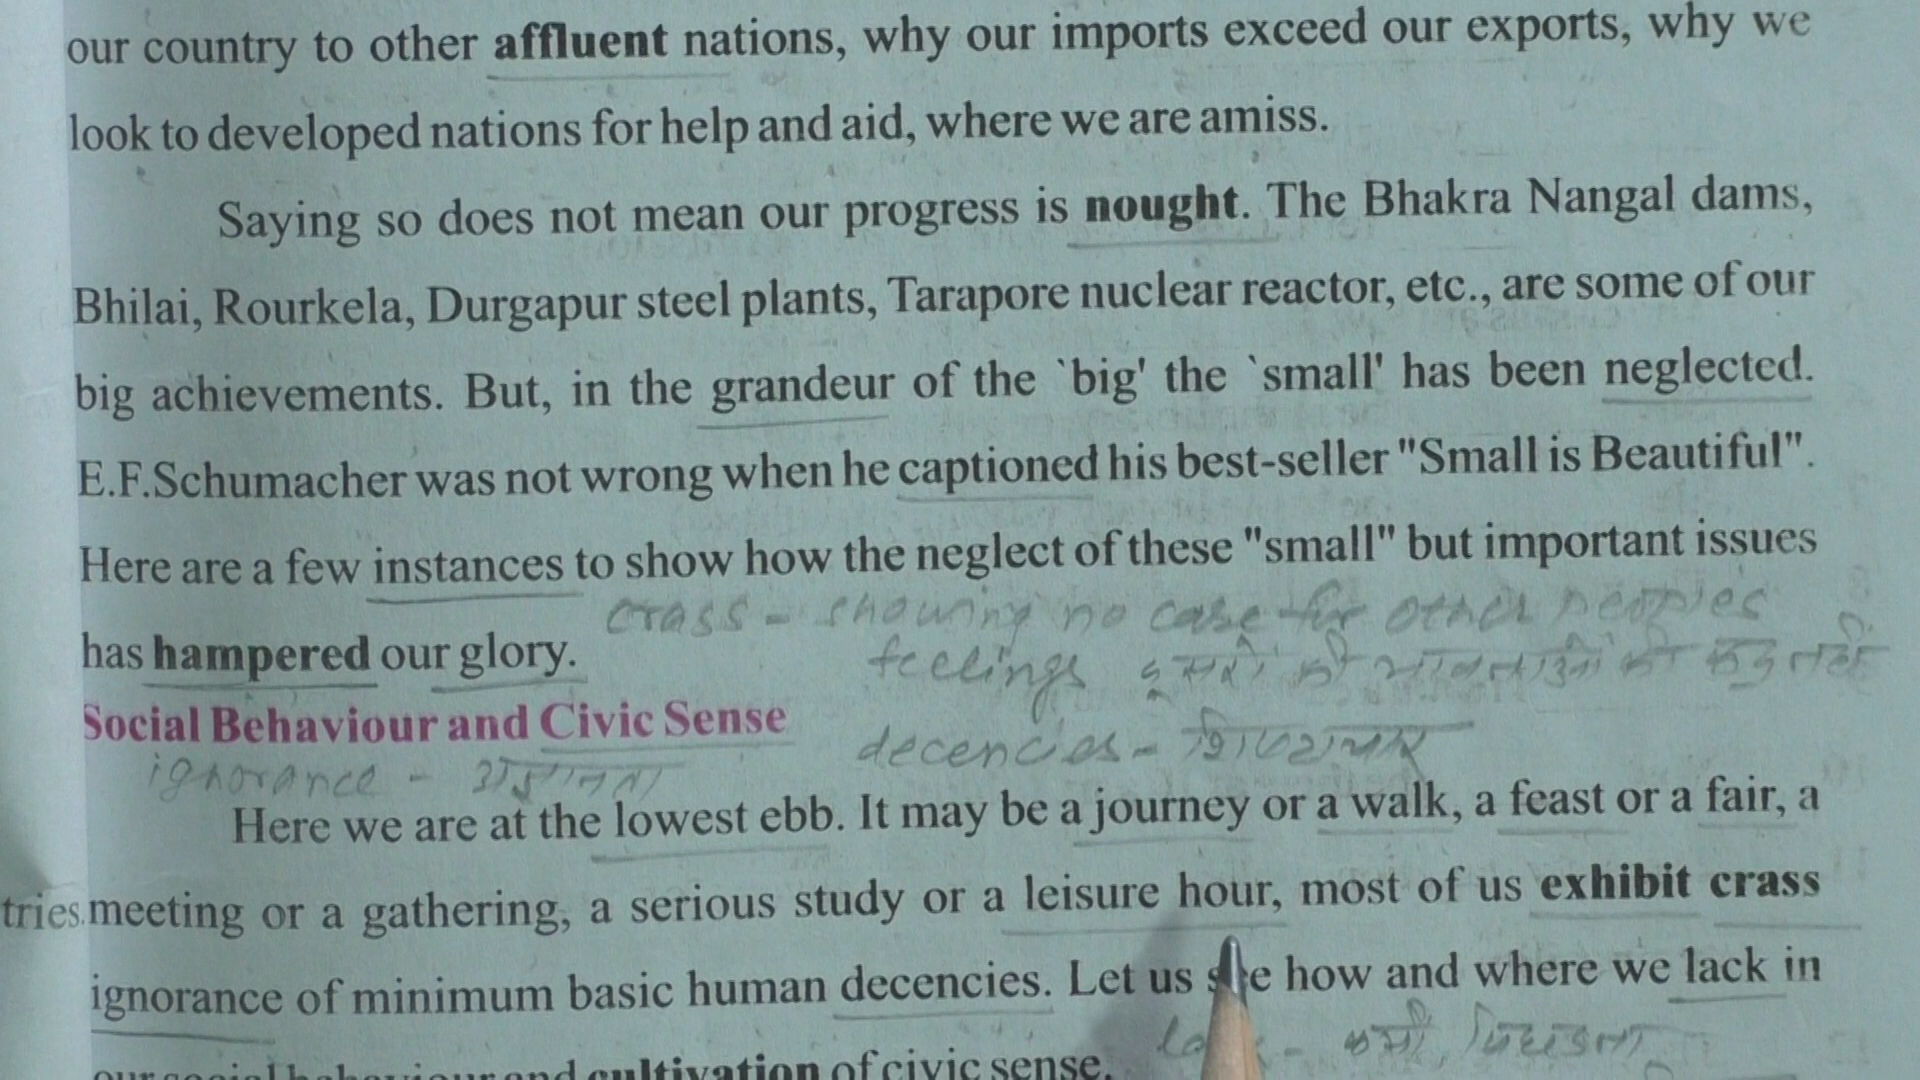 our country to other affluent nations, why our imports exceed our exports, why we
look to developed nations for help and aid, where we are amiss.
Saying so does not mean our progress is nought. The Bhakra Nangal dams,
Bhilai, Rourkela, Durgapur steel plants, Tarapore nuclear reactor, etc., are some of our
big achievements. But, in the grandeur of the `big' the `small' has been neglected.
E.F.Schumacher was not wrong when he captioned his best-seller "Small is Beautiful".
Here are a few instances to show how the neglect of these "small" but important issues
crass - showing no care for other peoples
has hampered our glory.
feelings दूसरों की भावनाओं की कद्र नहीं
Social Behaviour and Civic Sense
decencies - शिष्टाचार
ignorance - अज्ञानता
Here we are at the lowest ebb. It may be a journey or a walk, a feast or a fair, a
tries. meeting or a gathering, a serious study or a leisure hour, most of us exhibit crass
ignorance of minimum basic human decencies. Let us see how and where we lack in
कमी
our social behaviour and cultivation of civic sense.